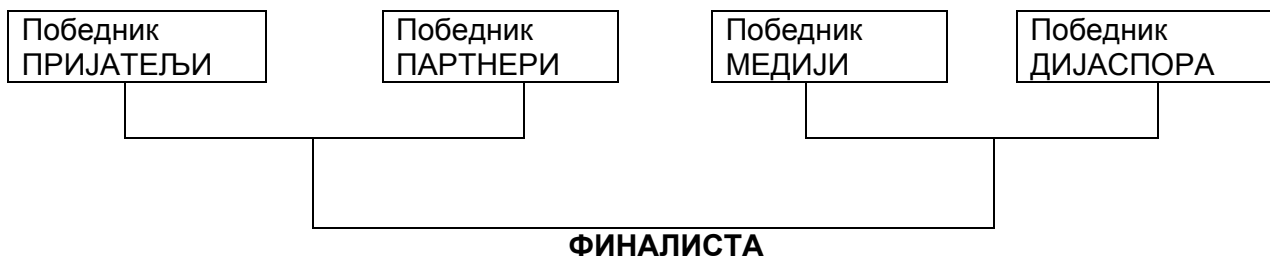 Победник
ПРИЈАТЕЉИ
Победник
ПАРТНЕРИ
Победник
МЕДИЈИ
Победник
ДИЈАСПОРА
ФИНАЛИСТА